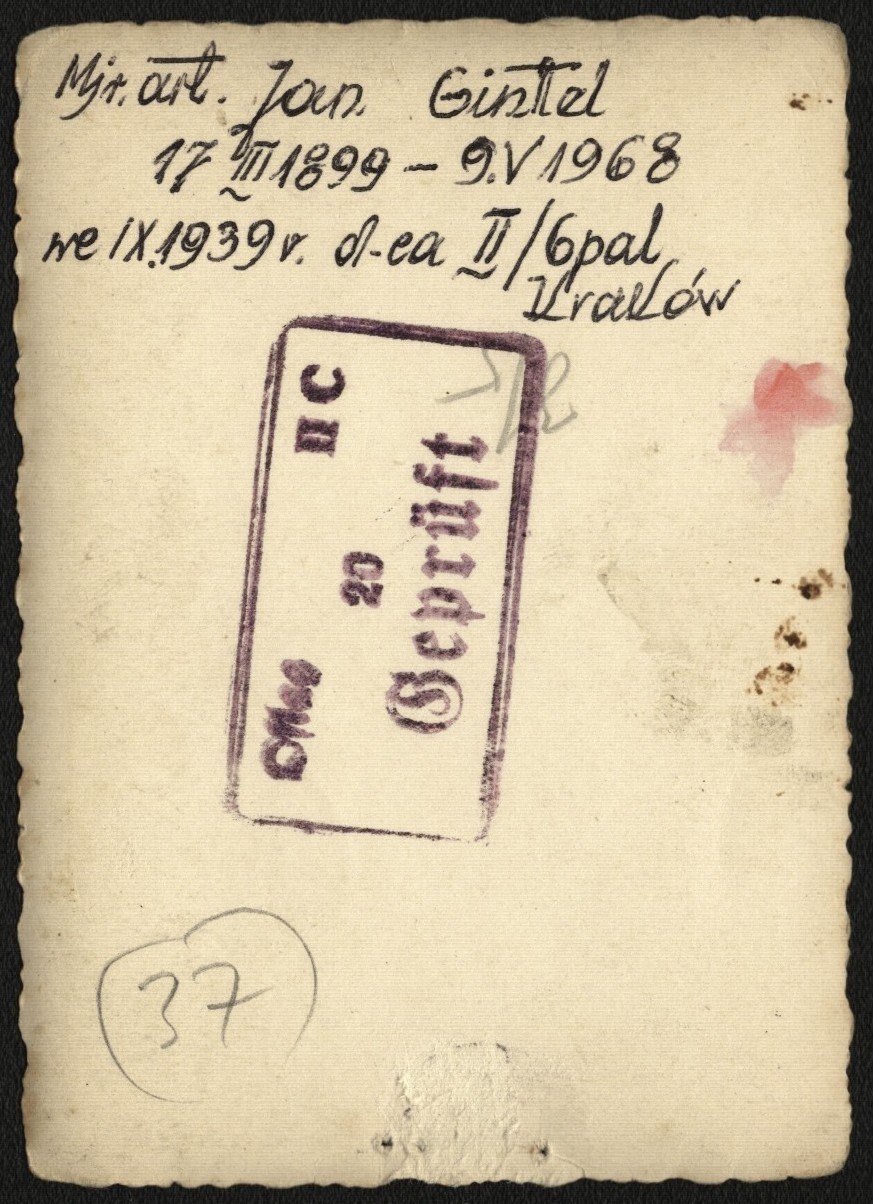 Mjr. art. Jan Gintel
17 III 1899 – 9.V 1968
we IX.1939 r. d-ca II/6 pal
Kraków
Oflag
II C
20
Geprüft
37